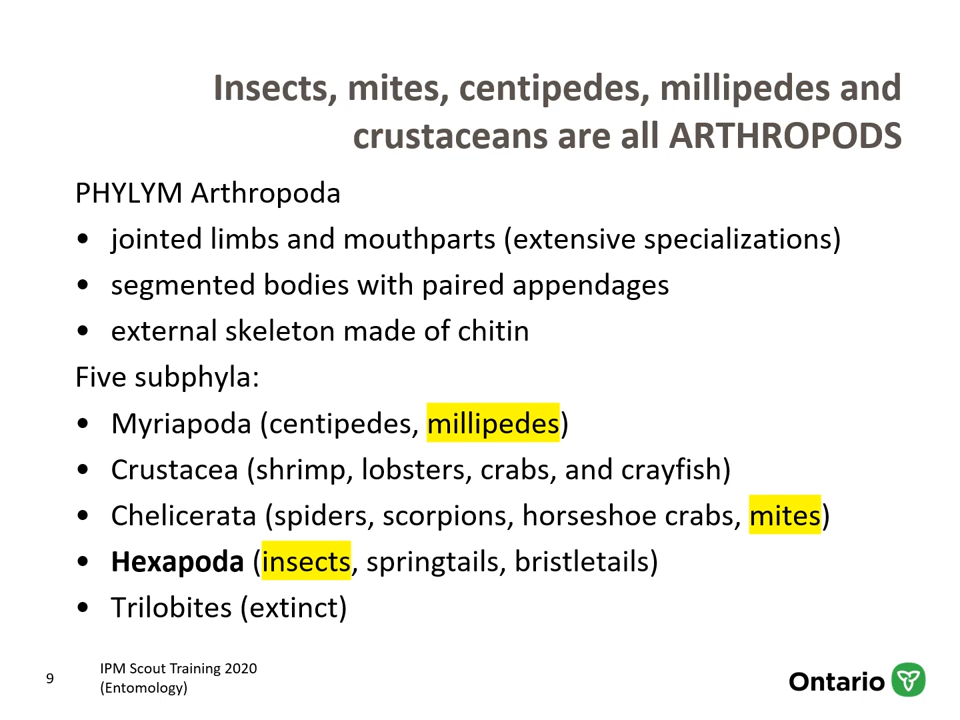 Insects, mites, centipedes, millipedes and
crustaceans are all ARTHROPODS
PHYLYM Arthropoda
• jointed limbs and mouthparts (extensive specializations)
• segmented bodies with paired appendages
• external skeleton made of chitin
Five subphyla:
• Myriapoda (centipedes, millipedes)
• Crustacea (shrimp, lobsters, crabs, and crayfish)
• Chelicerata (spiders, scorpions, horseshoe crabs, mites)
• Hexapoda (insects, springtails, bristletails)
• Trilobites (extinct)
9
IPM Scout Training 2020
(Entomology)
Ontario